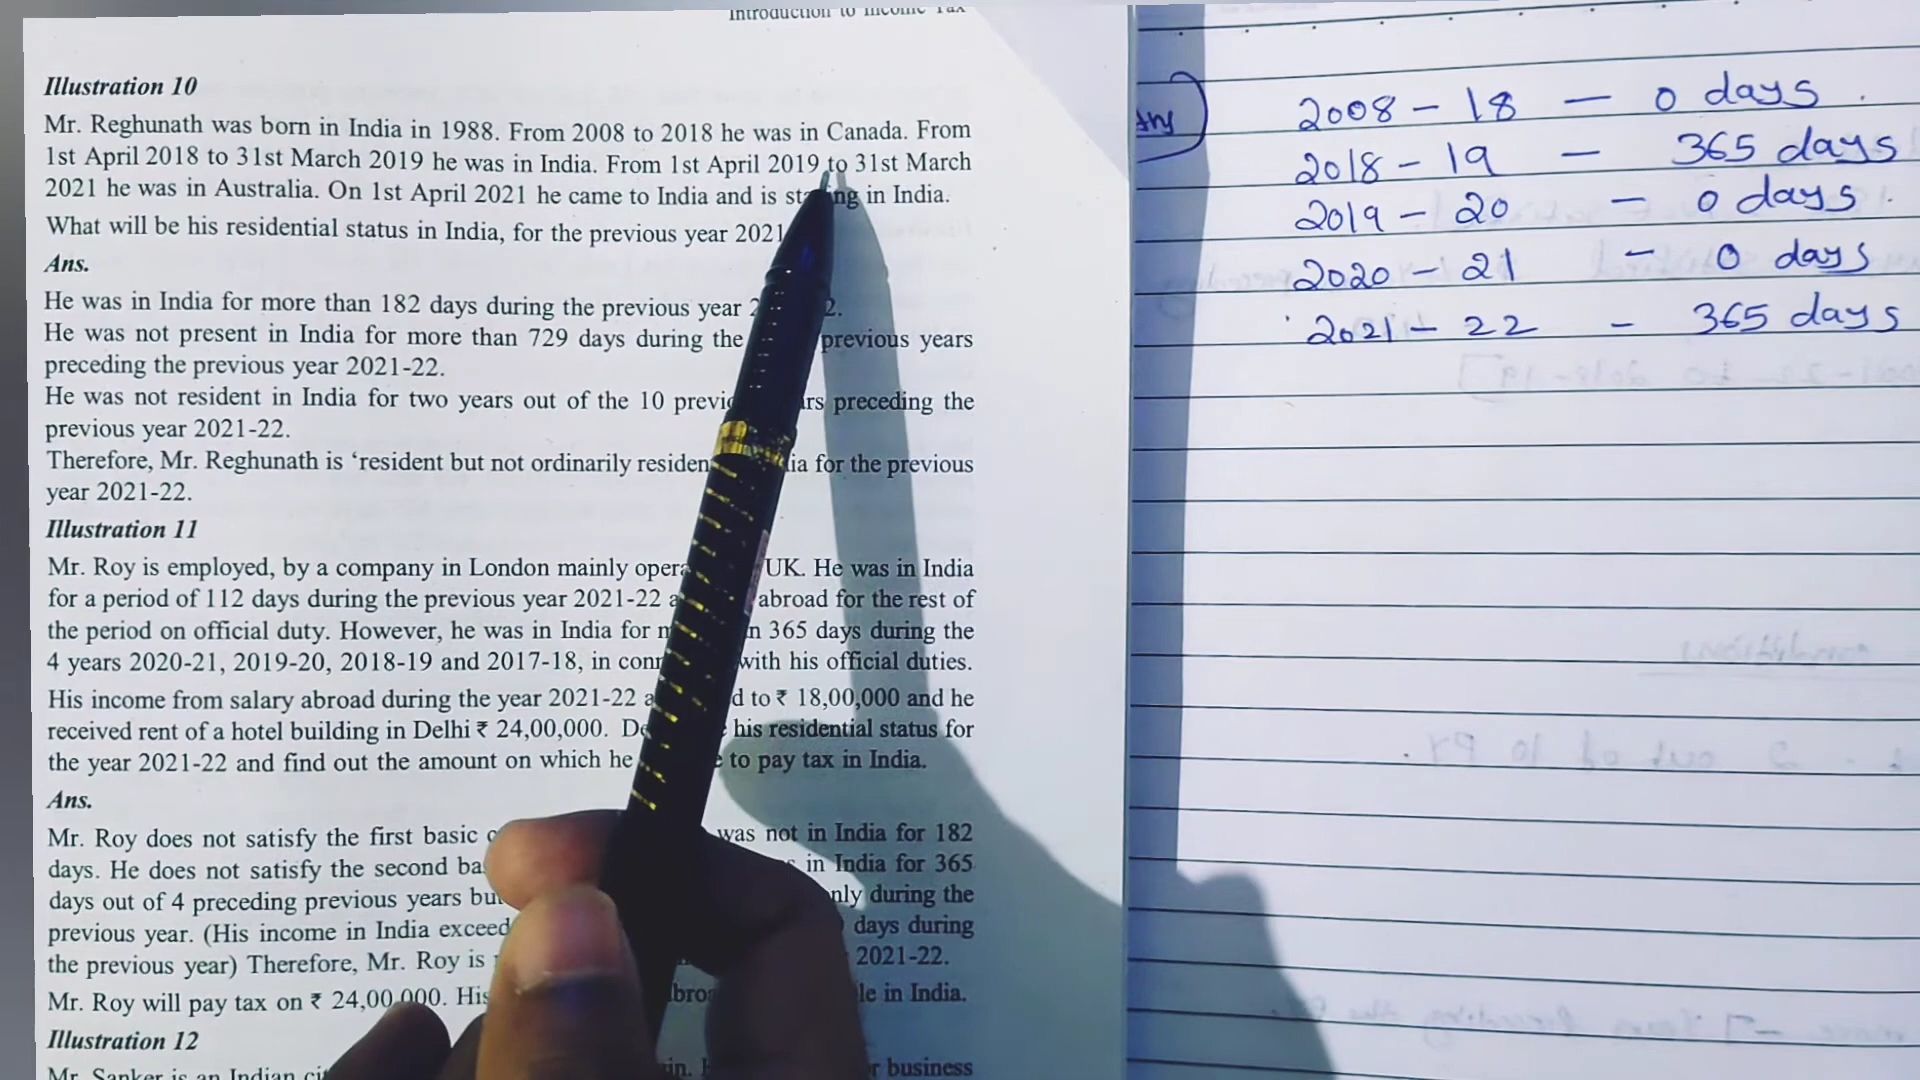 Introduction to Income Tax
Illustration 10
Mr. Reghunath was born in India in 1988. From 2008 to 2018 he was in Canada. From
1st April 2018 to 31st March 2019 he was in India. From 1st April 2019 to 31st March
2021 he was in Australia. On 1st April 2021 he came to India and is in India.
What will be his residential status in India, for the previous year 2021
Ans.
He was in India for more than 182 days during the previous year
He was not present in India for more than 729 days during the previous years
preceding the previous year 2021-22.
He was not resident in India for two years out of the 10 preceding the
previous year 2021-22.
Therefore, Mr. Reghunath is ‘resident but not ordinarily for the previous
year 2021-22.
Illustration 11
Mr. Roy is employed, by a company in London mainly UK. He was in India
for a period of 112 days during the previous year 2021-22 abroad for the rest of
the period on official duty. However, he was in India for 365 days during the
4 years 2020-21, 2019-20, 2018-19 and 2017-18, in with his official duties.
His income from salary abroad during the year 2021-22 to ₹ 18,00,000 and he
received rent of a hotel building in Delhi ₹ 24,00,000. his residential status for
the year 2021-22 and find out the amount on which he to pay tax in India.
Ans.
Mr. Roy does not satisfy the first basic was not in India for 182
days. He does not satisfy the second in India for 365
days out of 4 preceding previous years during the
previous year. (His income in India days during
the previous year) Therefore, Mr. Roy is 2021-22.
Mr. Roy will pay tax on ₹ 24,00,000. His in India.
Illustration 12
Mr. Sanker is an Indian business
Ans
2008 - 18 — 0 days
2018 - 19 — 365 days
2019 - 20 — 0 days
2020 - 21 — 0 days
2021 - 22 — 365 days